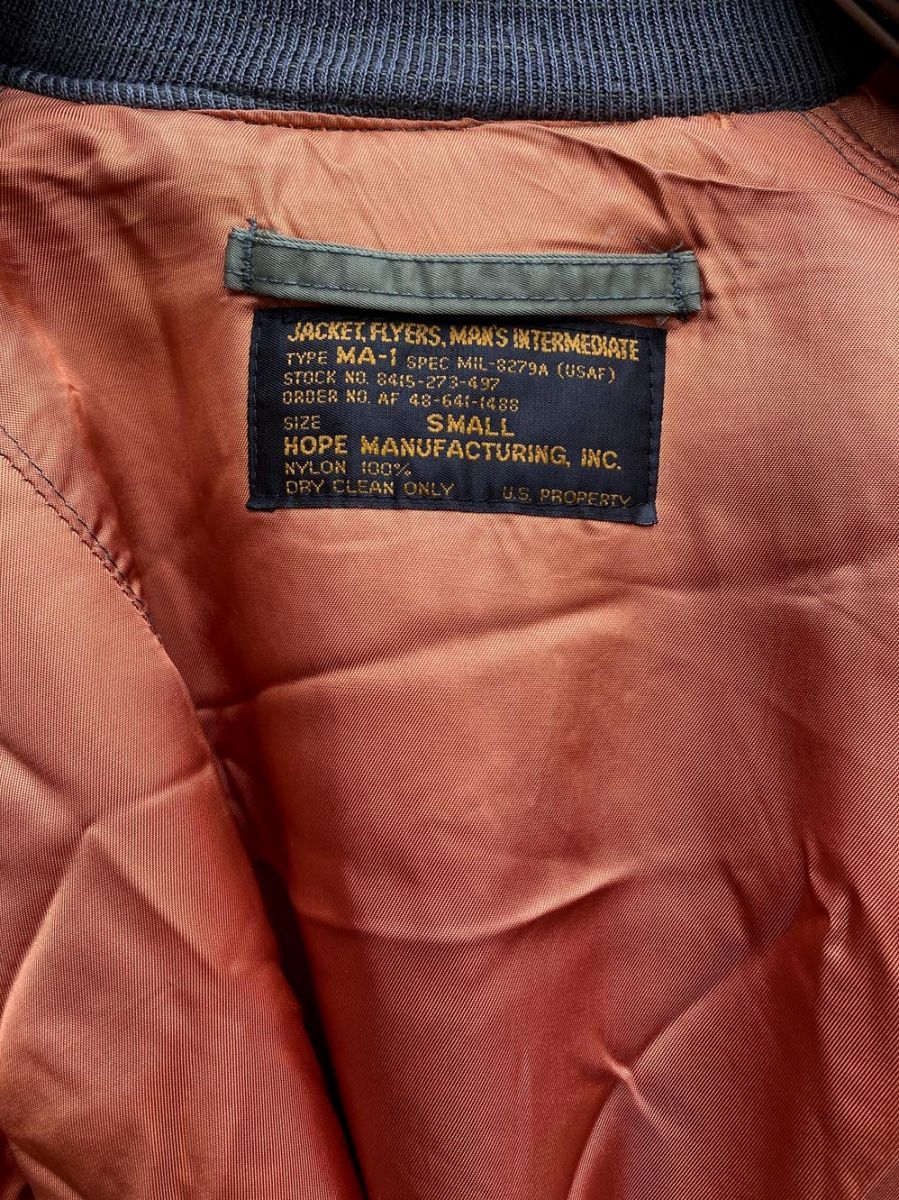 JACKET, FLYERS, MAN'S INTERMEDIATE
TYPE MA-1 SPEC MIL-8279A (USAF)
STOCK NO. 8415-273-497
ORDER NO. AF 48-641-1488
SIZE SMALL
HOPE MANUFACTURING, INC.
NYLON 100%
DRY CLEAN ONLY U.S. PROPERTY